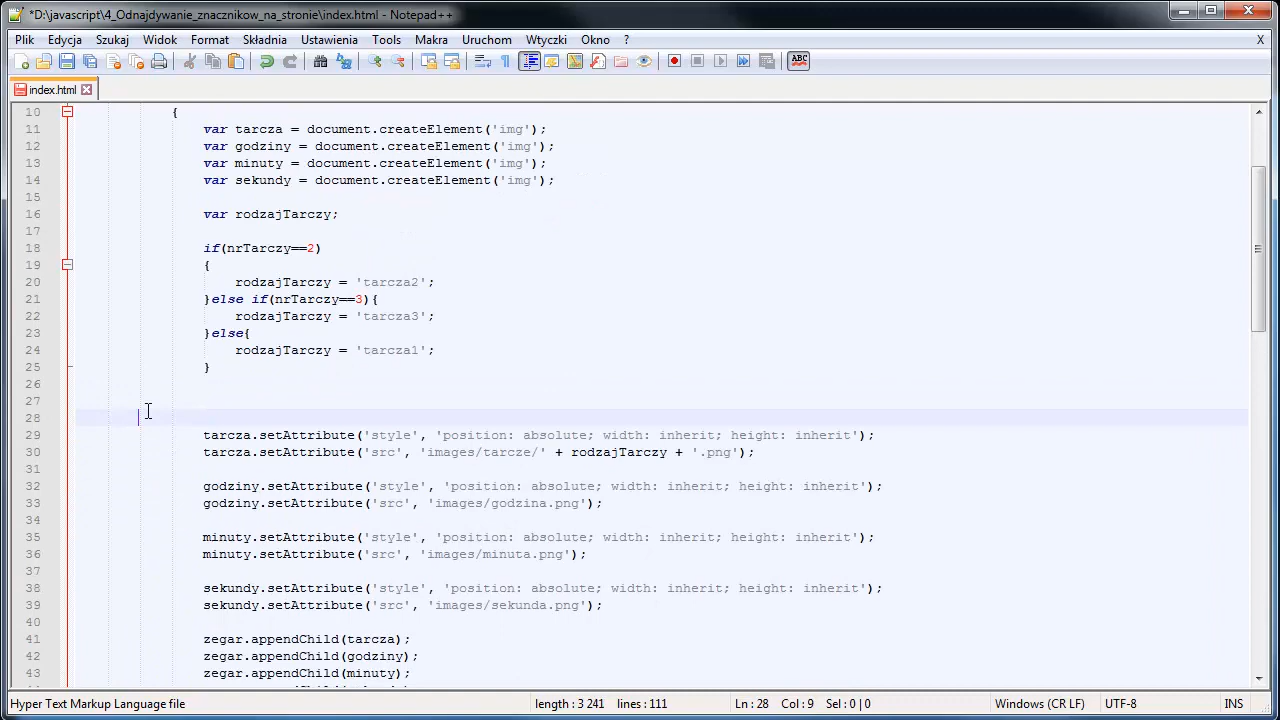 *D:\javascript\4_Odnajdywanie_znacznikow_na_stronie\index.html - Notepad++
Plik Edycja Szukaj Widok Format Składnia Ustawienia Tools Makra Uruchom Wtyczki Okno ? X
ABC
index.html
10 {
11 var tarcza = document.createElement('img');
12 var godziny = document.createElement('img');
13 var minuty = document.createElement('img');
14 var sekundy = document.createElement('img');
15
16 var rodzajTarczy;
17
18 if(nrTarczy==2)
19 {
20 rodzajTarczy = 'tarcza2';
21 }else if(nrTarczy==3){
22 rodzajTarczy = 'tarcza3';
23 }else{
24 rodzajTarczy = 'tarcza1';
25 }
26
27
28
29 tarcza.setAttribute('style', 'position: absolute; width: inherit; height: inherit');
30 tarcza.setAttribute('src', 'images/tarcze/' + rodzajTarczy + '.png');
31
32 godziny.setAttribute('style', 'position: absolute; width: inherit; height: inherit');
33 godziny.setAttribute('src', 'images/godzina.png');
34
35 minuty.setAttribute('style', 'position: absolute; width: inherit; height: inherit');
36 minuty.setAttribute('src', 'images/minuta.png');
37
38 sekundy.setAttribute('style', 'position: absolute; width: inherit; height: inherit');
39 sekundy.setAttribute('src', 'images/sekunda.png');
40
41 zegar.appendChild(tarcza);
42 zegar.appendChild(godziny);
43 zegar.appendChild(minuty);
Hyper Text Markup Language file length : 3 241 lines : 111 Ln : 28 Col : 9 Sel : 0 | 0 Windows (CR LF) UTF-8 INS